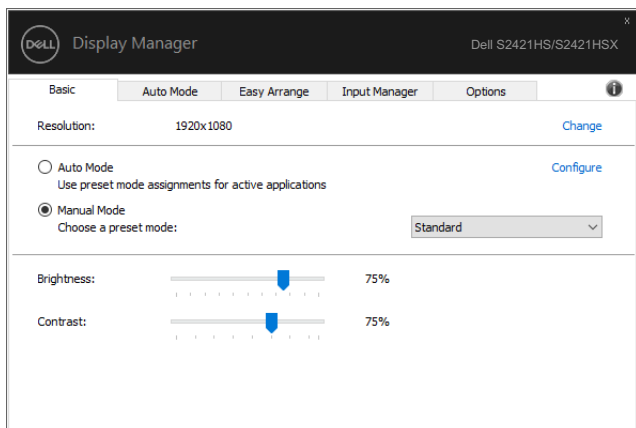 x
DELL Display Manager Dell S2421HS/S2421HSX
Basic Auto Mode Easy Arrange Input Manager Options i
Resolution: 1920x1080 Change
Auto Mode Configure
Use preset mode assignments for active applications
Manual Mode
Choose a preset mode: Standard
Brightness: 75%
Contrast: 75%